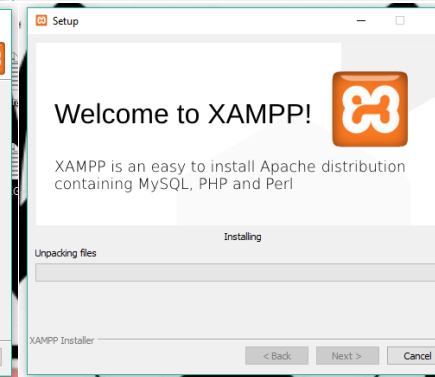 Setup
Welcome to XAMPP!
XAMPP is an easy to install Apache distribution
containing MySQL, PHP and Perl
Installing
Unpacking files
XAMPP Installer
< Back
Next >
Cancel